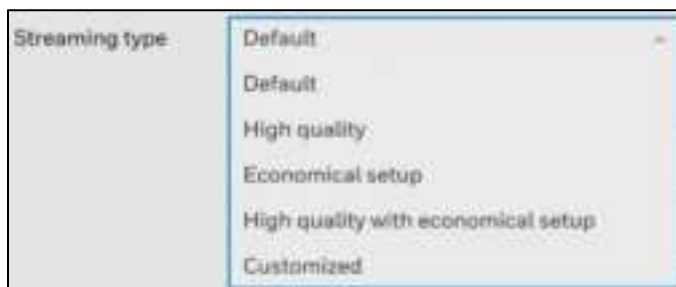 Streaming type Default
Default
High quality
Economical setup
High quality with economical setup
Customized